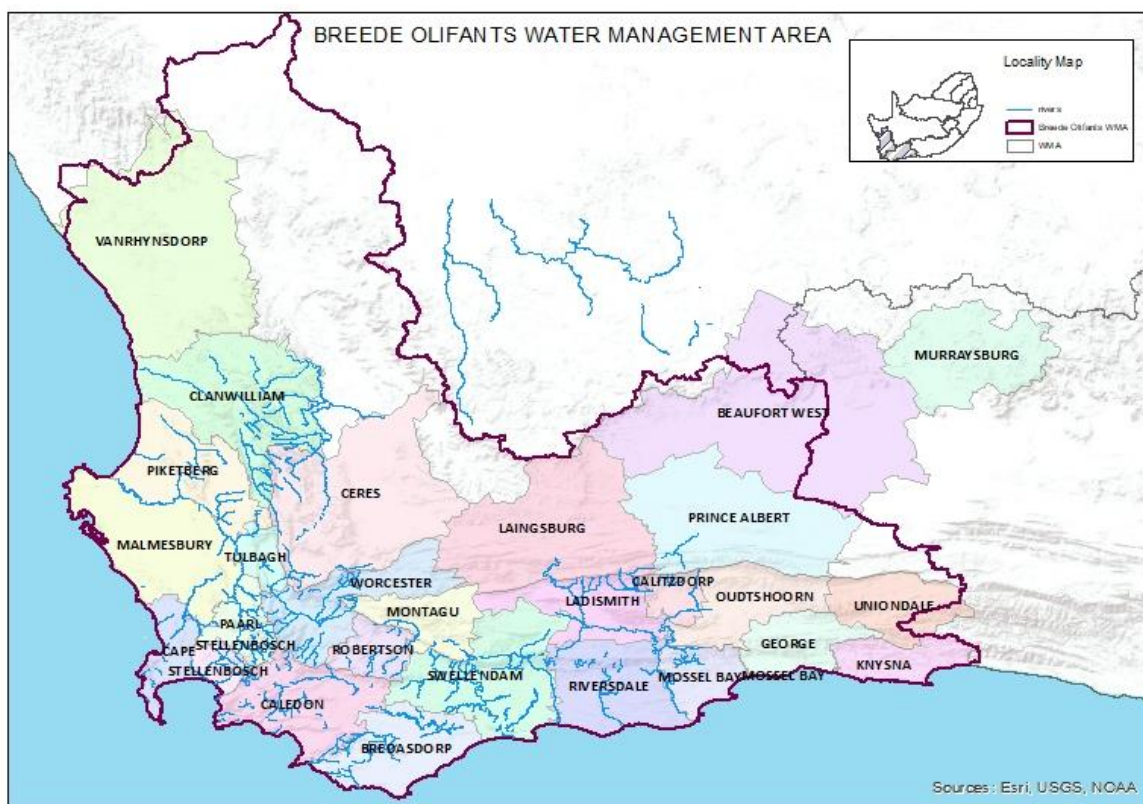 BREEDE OLIFANTS WATER MANAGEMENT AREA
Locality Map
rivers
Breede Olifants WMA
WMA
VANRHYNSDORP
MURRAYSBURG
CLANWILLIAM
BEAUFORT WEST
PIKETBERG
CERES
LAINGSBURG
PRINCE ALBERT
MALMESBURY
TULBAGH
WORCESTER
CALITZDORP
LADISMITH
OUDTSHOORN
UNIONDALE
MONTAGU
PAARL
STELLENBOSCH
GEORGE
CAPE
ROBERTSON
KNYSNA
STELLENBOSCH
SWELLENDAM
MOSSEL BAY
MOSSEL BAY
RIVERSDALE
CALEDON
BREDASDORP
Sources: Esri, USGS, NOAA